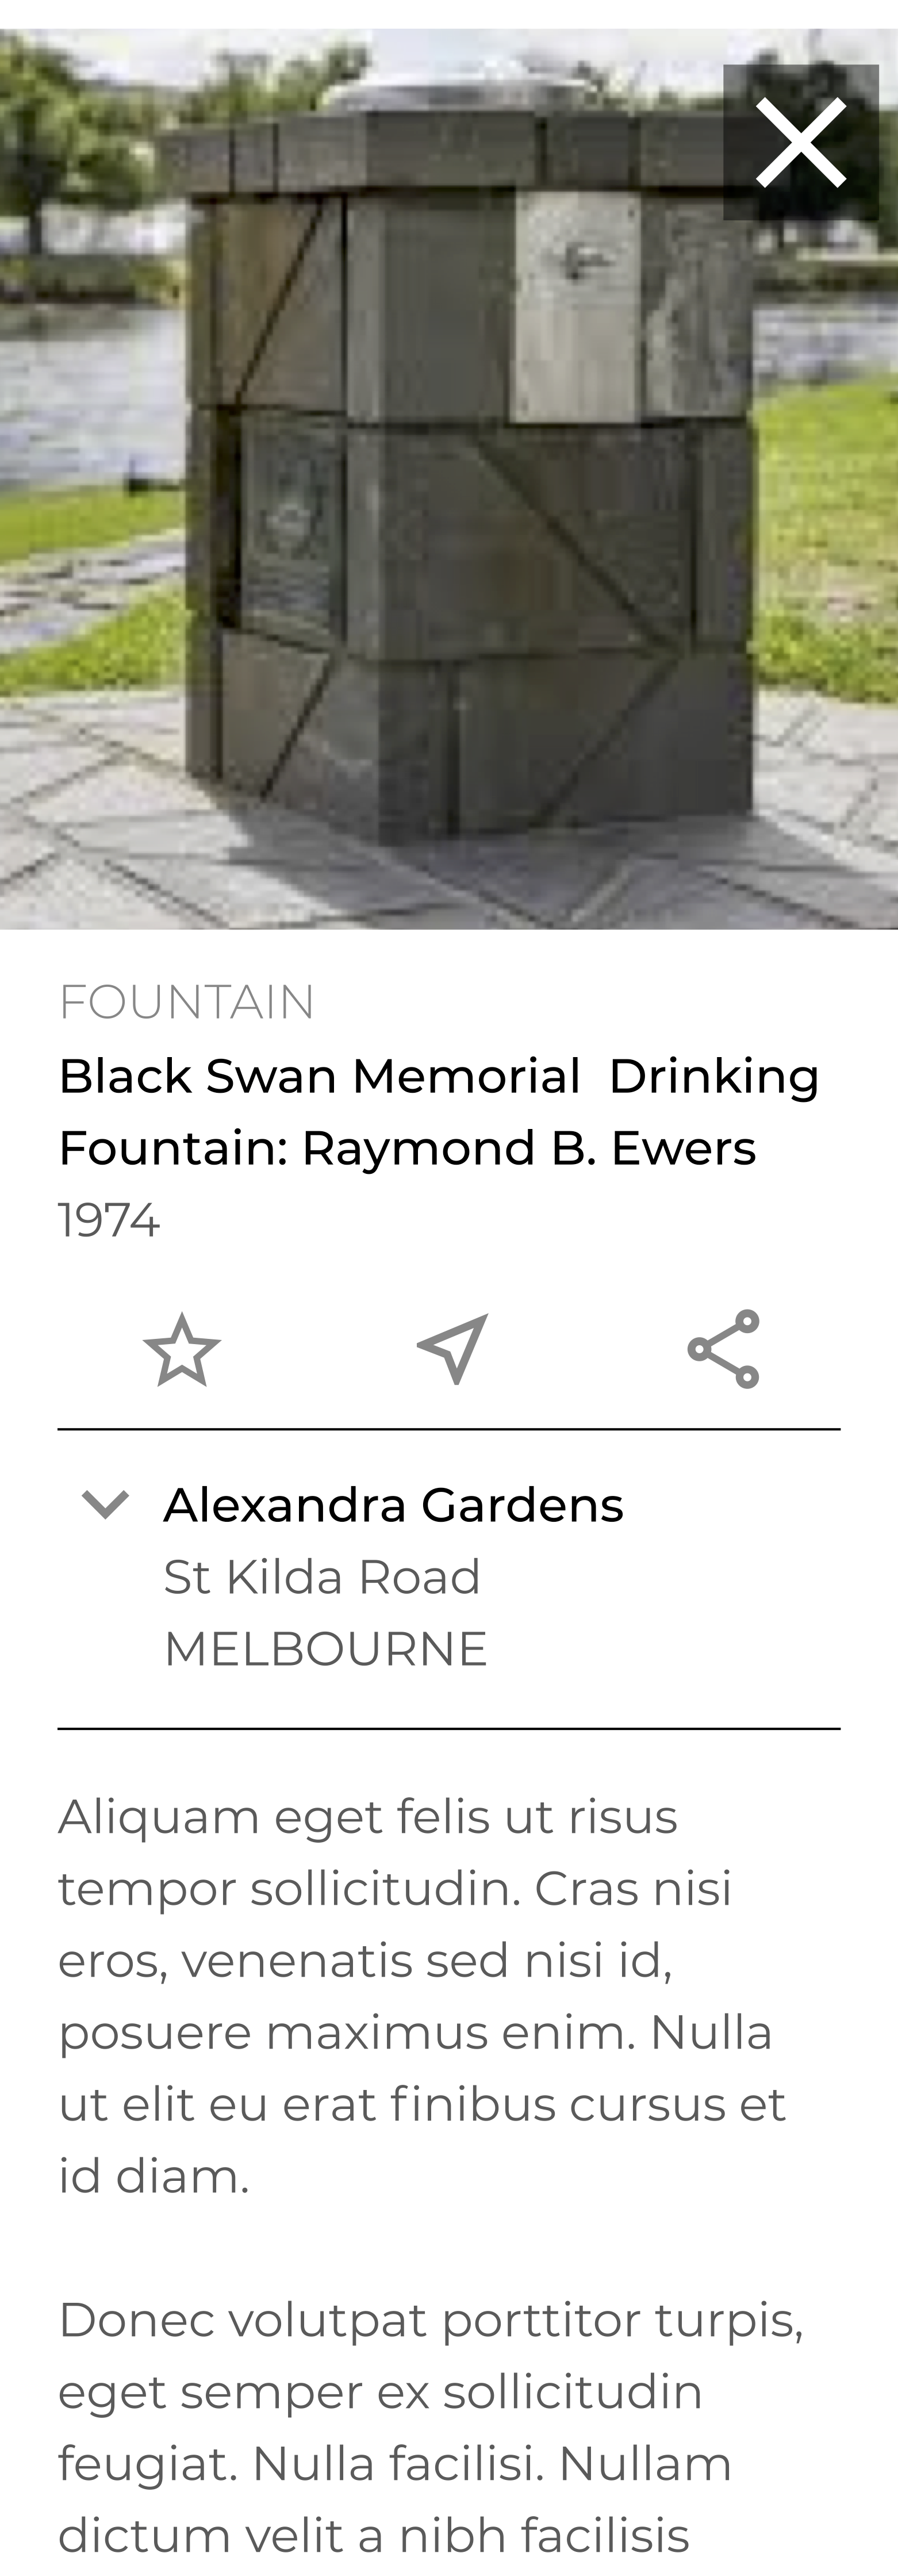 FOUNTAIN
Black Swan Memorial  Drinking
Fountain: Raymond B. Ewers
1974
Alexandra Gardens
St Kilda Road
MELBOURNE
Aliquam eget felis ut risus
tempor sollicitudin. Cras nisi
eros, venenatis sed nisi id,
posuere maximus enim. Nulla
ut elit eu erat finibus cursus et
id diam.
Donec volutpat porttitor turpis,
eget semper ex sollicitudin
feugiat. Nulla facilisi. Nullam
dictum velit a nibh facilisis